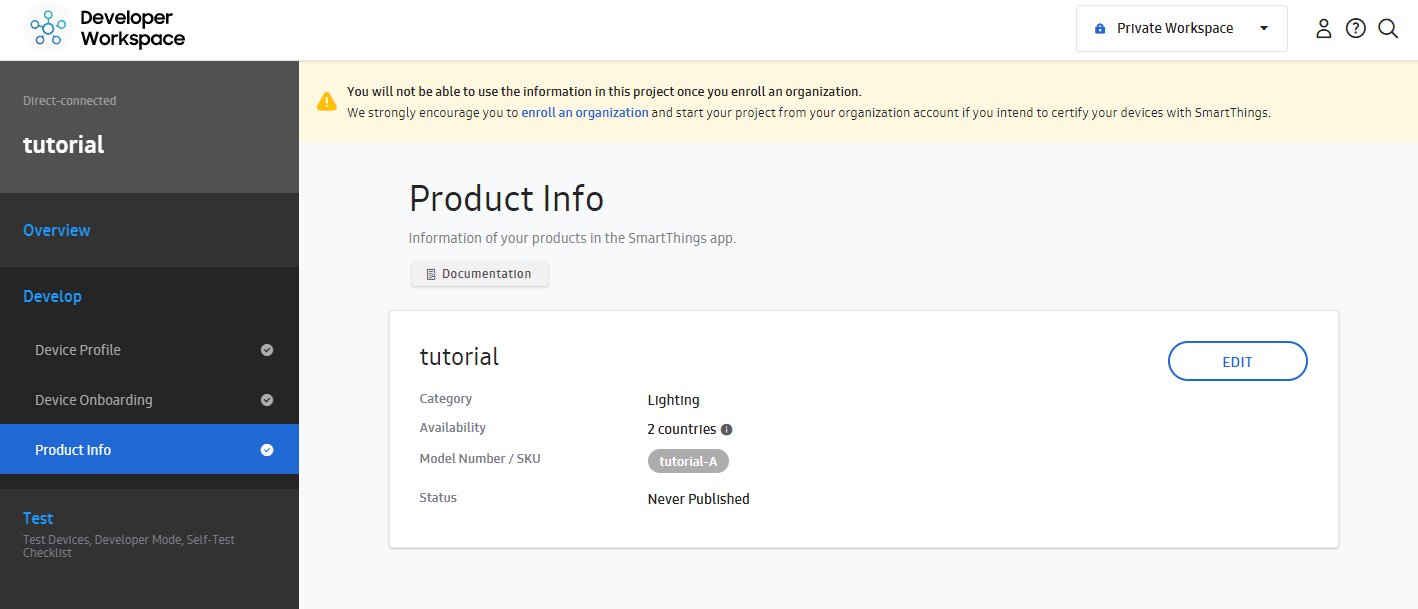 Developer
Workspace
Private Workspace
Direct-connected
tutorial
Overview
Develop
Device Profile
Device Onboarding
Product Info
Test
Test Devices, Developer Mode, Self-Test
Checklist
You will not be able to use the information in this project once you enroll an organization.
We strongly encourage you to enroll an organization and start your project from your organization account if you intend to certify your devices with SmartThings.
Product Info
Information of your products in the SmartThings app.
Documentation
tutorial
EDIT
Category Lighting
Availability 2 countries
Model Number / SKU tutorial-A
Status Never Published